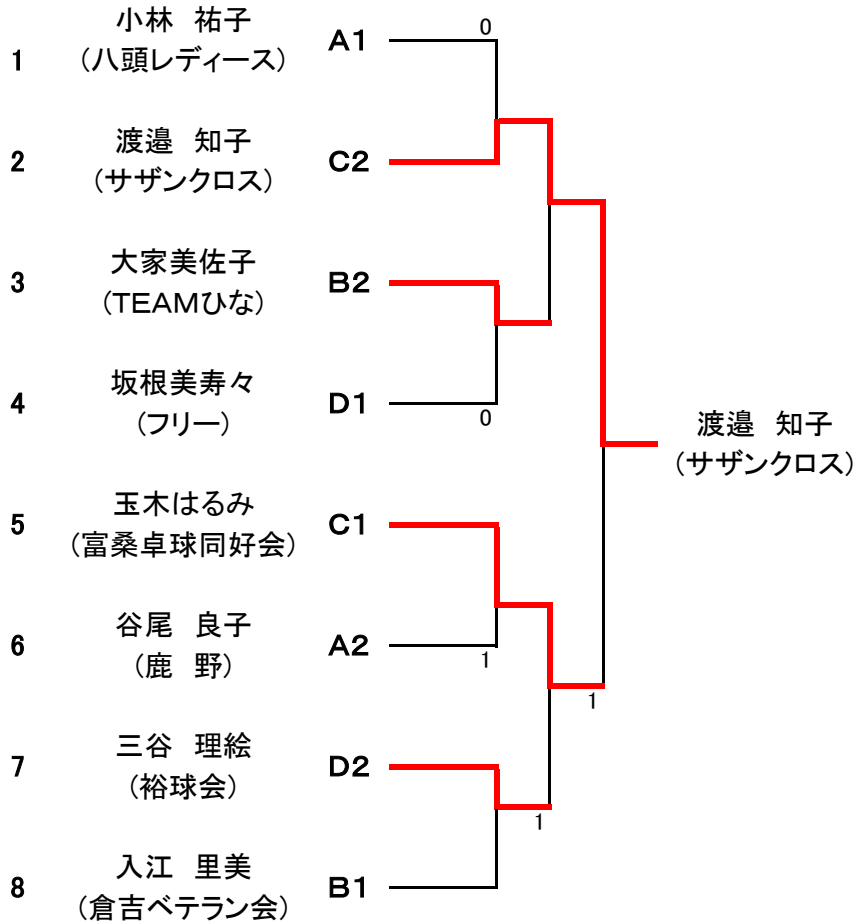 小林　祐子
1
(八頭レディース)
A1
0
渡邉　知子
2
(サザンクロス)
C2
大家美佐子
3
(TEAMひな)
B2
坂根美寿々
4
(フリー)
D1
0
渡邉　知子
(サザンクロス)
玉木はるみ
5
(富桑卓球同好会)
C1
谷尾　良子
6
(鹿　野)
A2
1
1
三谷　理絵
7
(裕球会)
D2
1
入江　里美
8
(倉吉ベテラン会)
B1